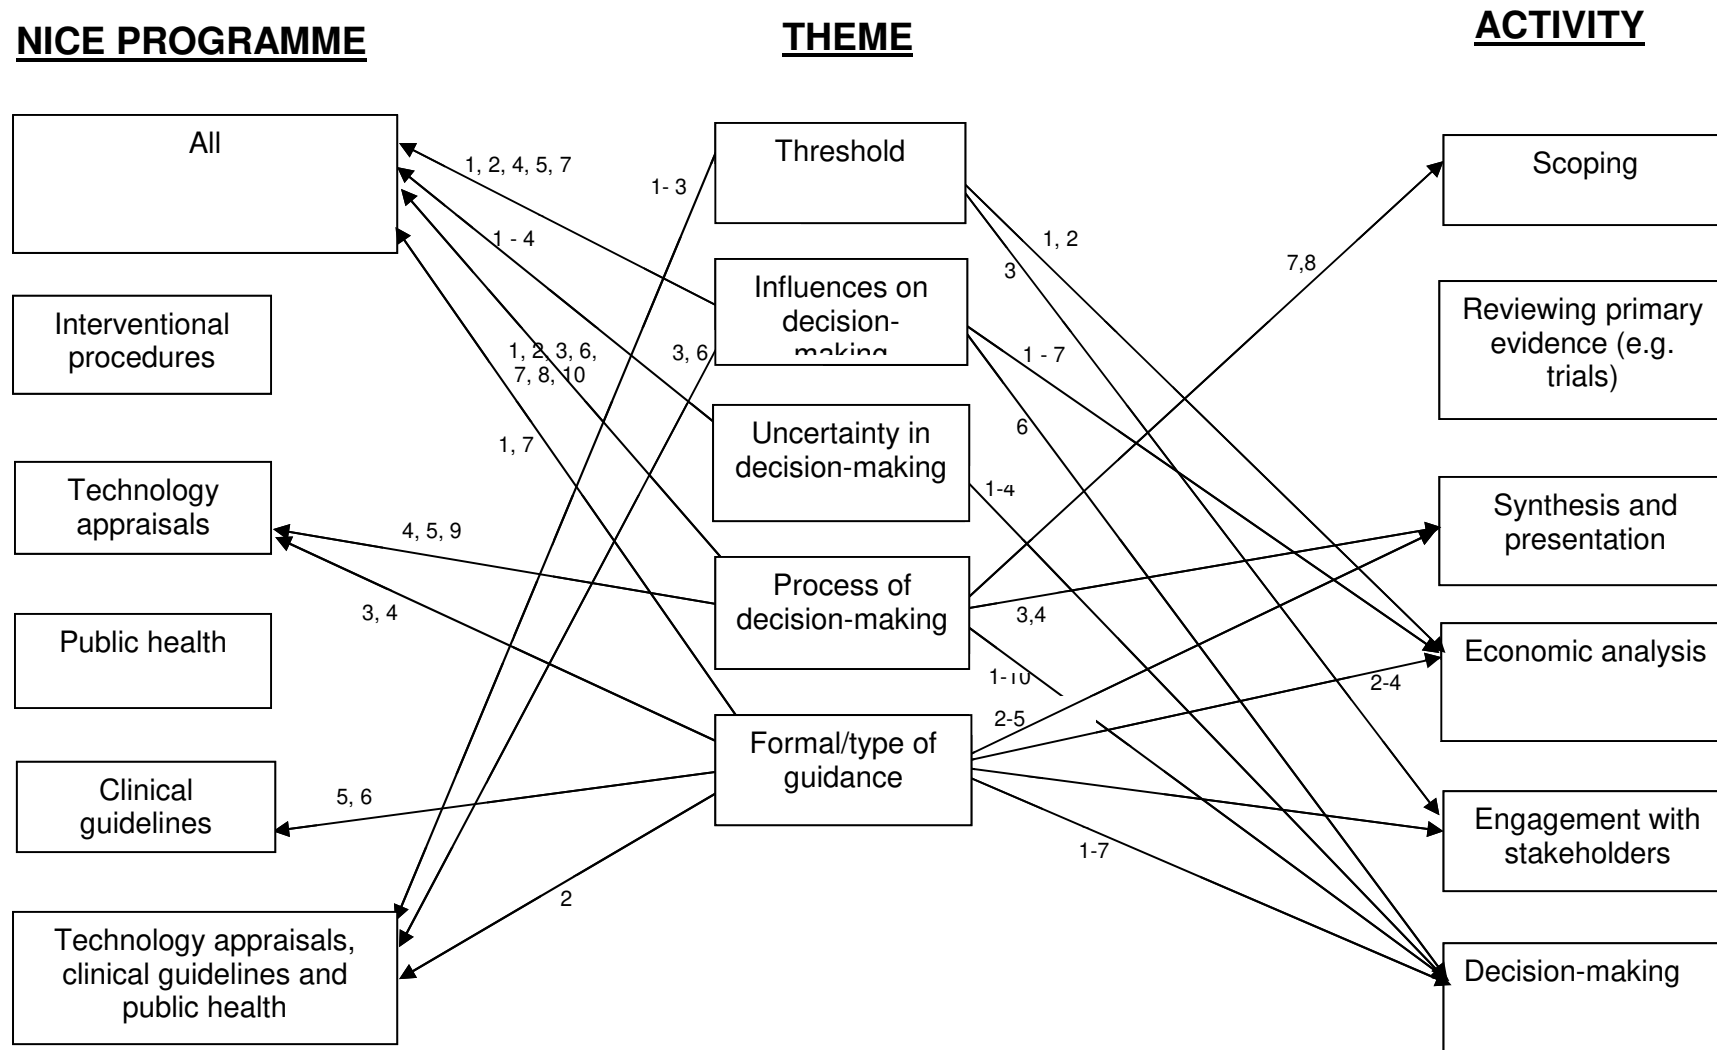 NICE PROGRAMME
THEME
ACTIVITY
All
Interventional
procedures
Technology
appraisals
Public health
Clinical
guidelines
Technology appraisals,
clinical guidelines and
public health
1, 2, 4, 5, 7
1 - 4
1, 2, 3, 6,
7, 8, 10
1, 7
4, 5, 9
3, 4
5, 6
2
1- 3
3, 6
Threshold
Influences on
decision-
making
Uncertainty in
decision-making
Process of
decision-making
Formal/type of
guidance
1, 2
3
1 - 7
6
1-4
7,8
3,4
1-10
2-5
2-4
1-7
Scoping
Reviewing primary
evidence (e.g.
trials)
Synthesis and
presentation
Economic analysis
Engagement with
stakeholders
Decision-making